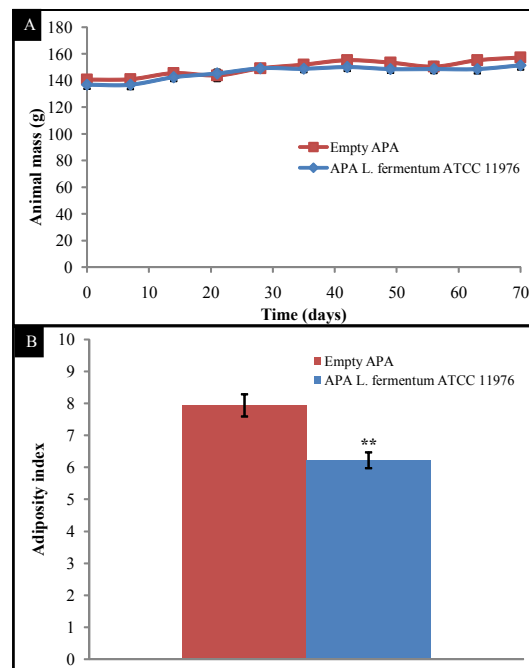 A
180
160
140
120
100
80
60
40
20
0
Animal mass (g)
Empty APA
APA L. fermentum ATCC 11976
0 10 20 30 40 50 60 70
Time (days)
B
10
9
8
7
6
5
4
3
2
1
0
Adiposity index
Empty APA
APA L. fermentum ATCC 11976
**